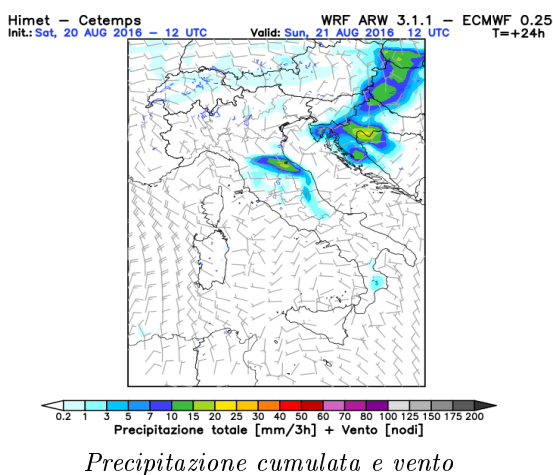 Himet – Cetemps WRF ARW 3.1.1 – ECMWF 0.25
Init.: Sat, 20 AUG 2016 – 12 UTC Valid: Sun, 21 AUG 2016 – 12 UTC T=+24h
0.2 1 3 5 7 10 15 20 25 30 40 50 60 70 80 100 125 150 175 200
Precipitazione totale [mm/3h] + Vento [nodi]
Precipitazione cumulata e vento